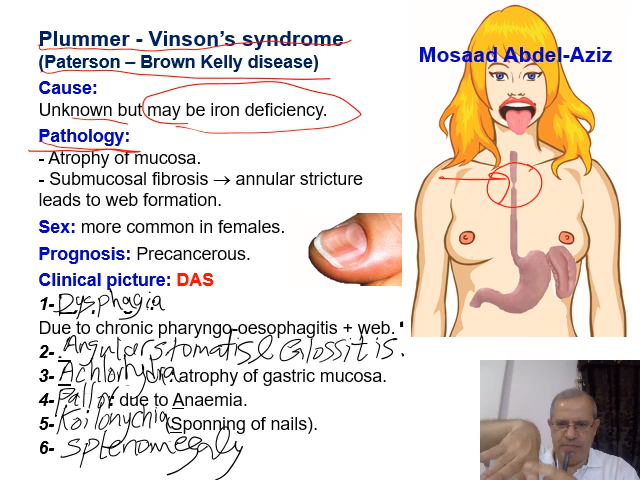 Plummer - Vinson's syndrome
(Paterson – Brown Kelly disease)
Mosaad Abdel-Aziz
Cause:
Unknown but may be iron deficiency.
Pathology:
- Atrophy of mucosa.
- Submucosal fibrosis → annular stricture
leads to web formation.
Sex: more common in females.
Prognosis: Precancerous.
Clinical picture: DAS
1- Dysphagia
Due to chronic pharyngo-oesophagitis + web.
2- Angular stomatis & Glossitis.
3- Achlorhydra atrophy of gastric mucosa.
4- Pallor: due to Anaemia.
5- Koilonychia (Sponning of nails).
6- splenomegaly